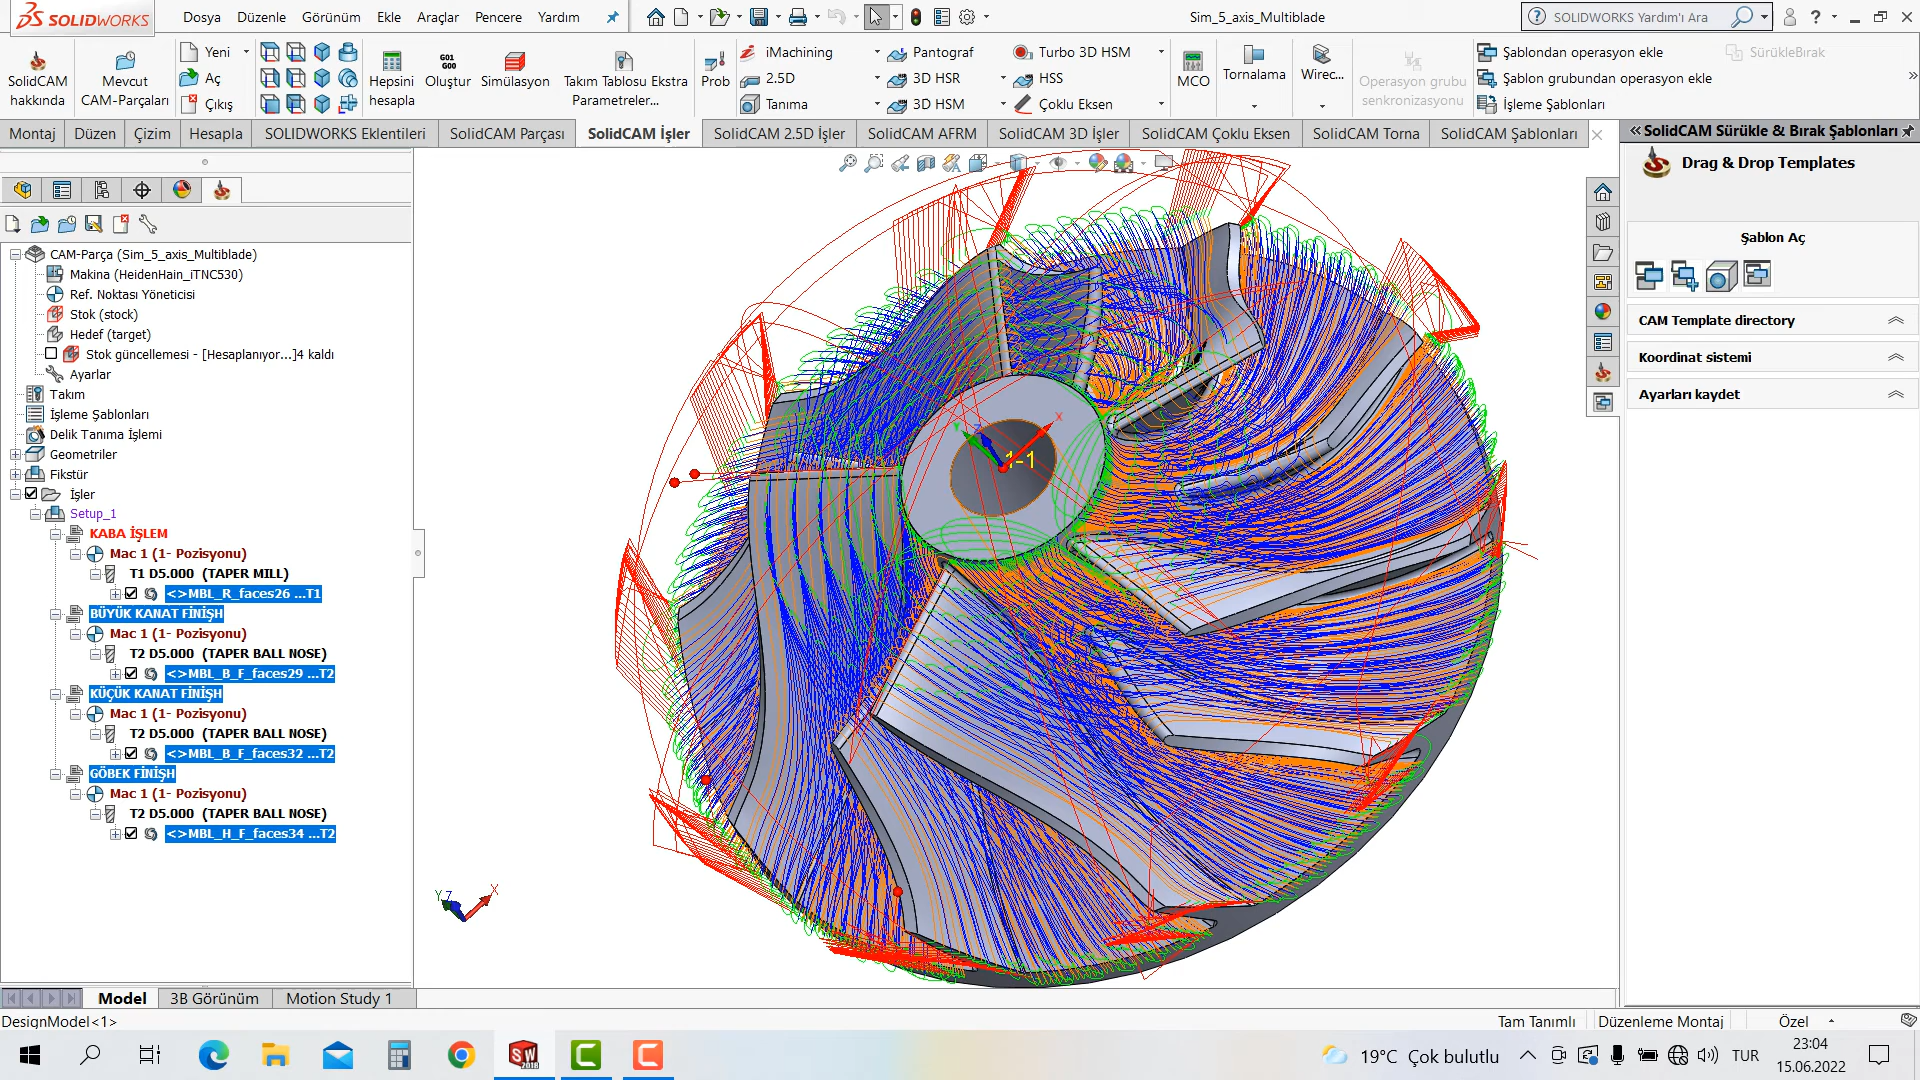 SOLIDWORKS
Dosya Düzenle Görünüm Ekle Araçlar Pencere Yardım
Sim_5_axis_Multiblade
SOLIDWORKS Yardım'ı Ara
SolidCAM hakkında
Mevcut CAM-Parçaları
Yeni
Aç
Çıkış
Hepsini hesapla
G01 G00
Oluştur
Simülasyon
Takım Tablosu Ekstra Parametreler...
Prob
iMachining
2.5D
Tanıma
Pantograf
3D HSR
3D HSM
Turbo 3D HSM
HSS
Çoklu Eksen
MCO
Tornalama
Wirec...
Operasyon grubu senkronizasyonu
Şablondan operasyon ekle
Şablon grubundan operasyon ekle
İşleme Şablonları
SürükleBırak
Montaj Düzen Çizim Hesapla SOLIDWORKS Eklentileri SolidCAM Parçası SolidCAM İşler SolidCAM 2.5D İşler SolidCAM AFRM SolidCAM 3D İşler SolidCAM Çoklu Eksen SolidCAM Torna SolidCAM Şablonları
SolidCAM Sürükle & Bırak Şablonları
Drag & Drop Templates
Şablon Aç
CAM Template directory
Koordinat sistemi
Ayarları kaydet
CAM-Parça (Sim_5_axis_Multiblade)
Makina (HeidenHain_iTNC530)
Ref. Noktası Yöneticisi
Stok (stock)
Hedef (target)
Stok güncellemesi - [Hesaplanıyor...]4 kaldı
Ayarlar
Takım
İşleme Şablonları
Delik Tanıma İşlemi
Geometriler
Fikstür
İşler
Setup_1
KABA İŞLEM
Mac 1 (1- Pozisyonu)
T1 D5.000 (TAPER MILL)
<>MBL_R_faces26 ...T1
BÜYÜK KANAT FİNİŞH
Mac 1 (1- Pozisyonu)
T2 D5.000 (TAPER BALL NOSE)
<>MBL_B_F_faces29 ...T2
KÜÇÜK KANAT FİNİŞH
Mac 1 (1- Pozisyonu)
T2 D5.000 (TAPER BALL NOSE)
<>MBL_B_F_faces32 ...T2
GÖBEK FİNİŞH
Mac 1 (1- Pozisyonu)
T2 D5.000 (TAPER BALL NOSE)
<>MBL_H_F_faces34 ...T2
X
Y
Z
1-1
Y Z X
Model 3B Görünüm Motion Study 1
DesignModel<1>
Tam Tanımlı Düzenleme Montaj Özel
SW 2018
19°C Çok bulutlu
TUR
23:04
15.06.2022